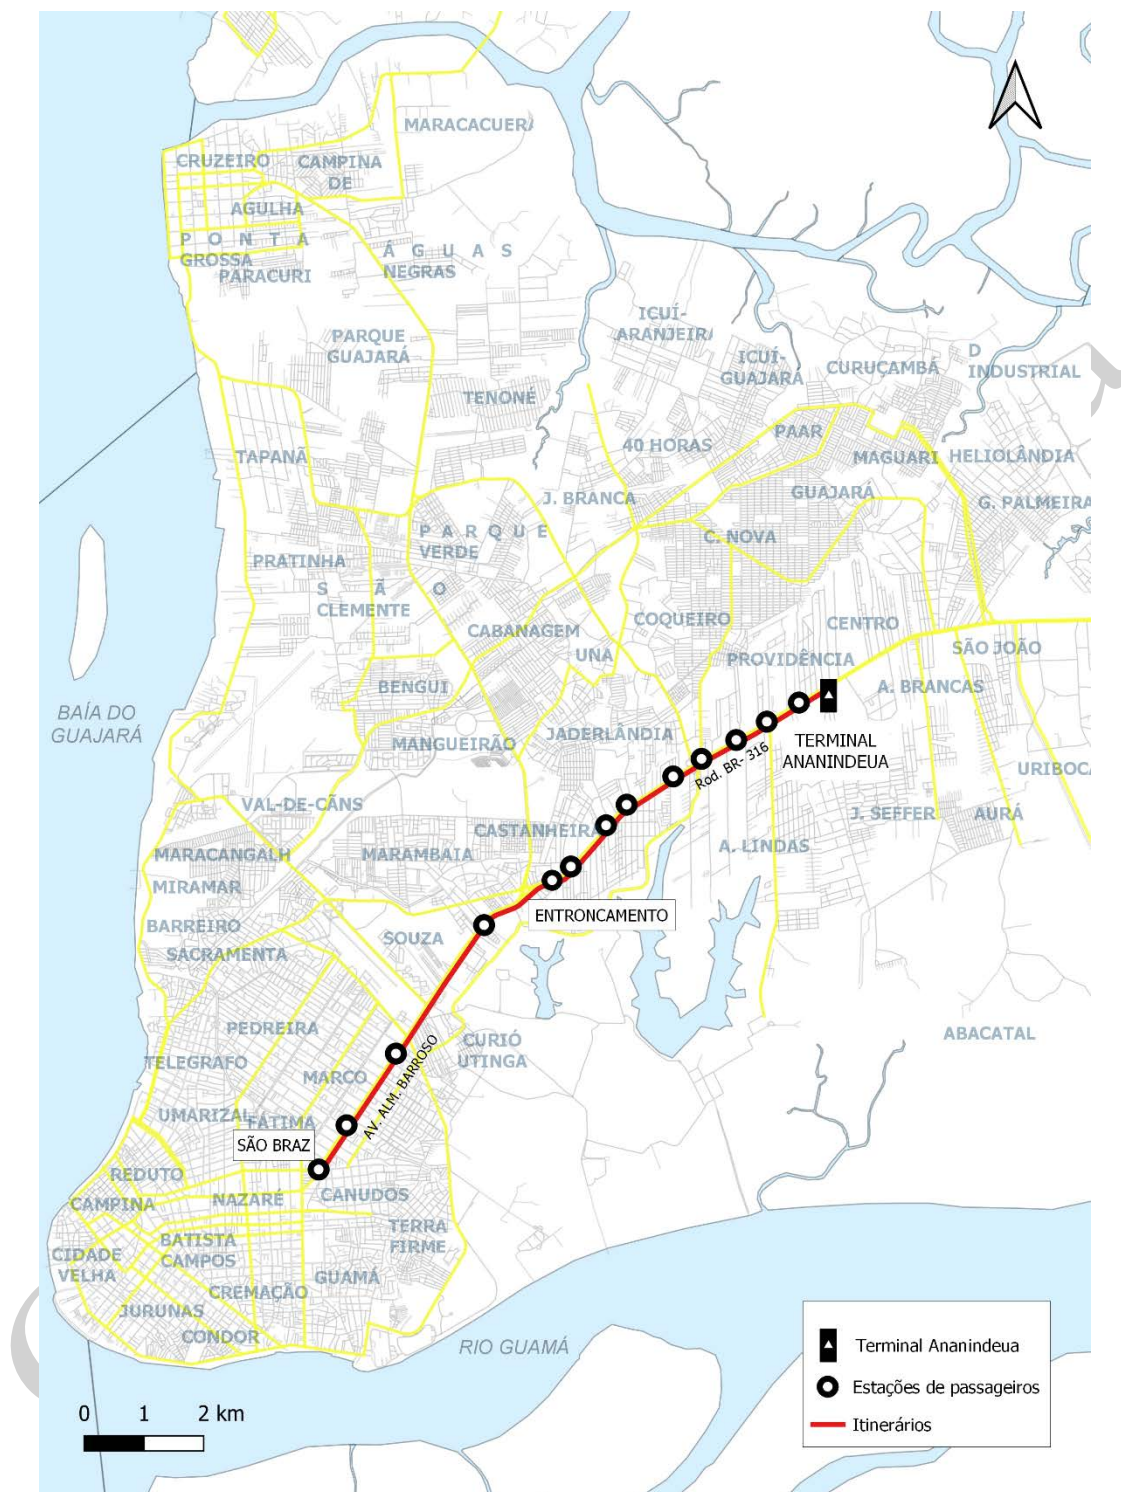 MARACACUERA
CRUZEIRO
CAMPINA
DE
AGULHA
P O N T A
GROSSA
PARACURI
Á G U A S
NEGRAS
ICUÍ-
ARANJEIRA
PARQUE
GUAJARÁ
ICUÍ-
GUAJARÁ
CURUÇAMBÁ
D
INDUSTRIAL
TENONÉ
PAAR
40 HORAS
TAPANÃ
MAGUARI
HELIOLÂNDIA
J. BRANCA
GUAJARÁ
G. PALMEIRA
P A R Q U E
VERDE
C. NOVA
PRATINHA
S Ã O
CLEMENTE
COQUEIRO
CENTRO
CABANAGEM
UNA
SÃO JOÃO
PROVIDÊNCIA
BENGUI
A. BRANCAS
BAÍA DO
GUAJARÁ
MANGUEIRÃO
JADERLÂNDIA
TERMINAL
ANANINDEUA
Rod. BR- 316
URIBOCA
VAL-DE-CÃNS
J. SEFFER
AURÁ
CASTANHEIRA
MARACANGALH
MARAMBAIA
A. LINDAS
MIRAMAR
ENTRONCAMENTO
BARREIRO
SOUZA
SACRAMENTA
PEDREIRA
CURIÓ
UTINGA
ABACATAL
TELEGRAFO
MARCO
AV. ALM. BARROSO
UMARIZAL
FÁTIMA
SÃO BRAZ
REDUTO
CAMPINA
NAZARÉ
CANUDOS
TERRA
FIRME
BATISTA
CAMPOS
CIDADE
VELHA
GUAMÁ
CREMAÇÃO
JURUNAS
CONDOR
RIO GUAMÁ
Terminal Ananindeua
Estações de passageiros
Itinerários
0 1 2 km